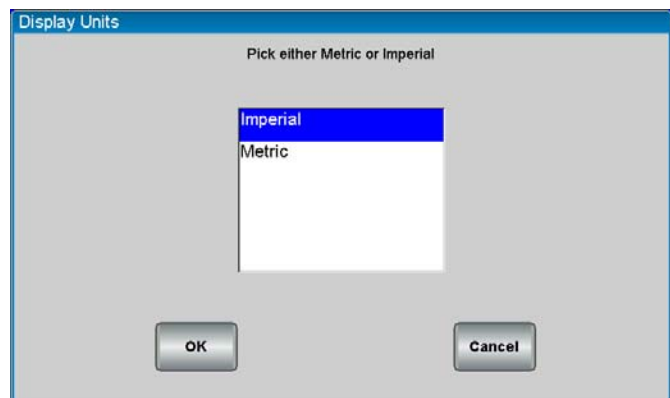 Display Units
Pick either Metric or Imperial
Imperial
Metric
OK
Cancel